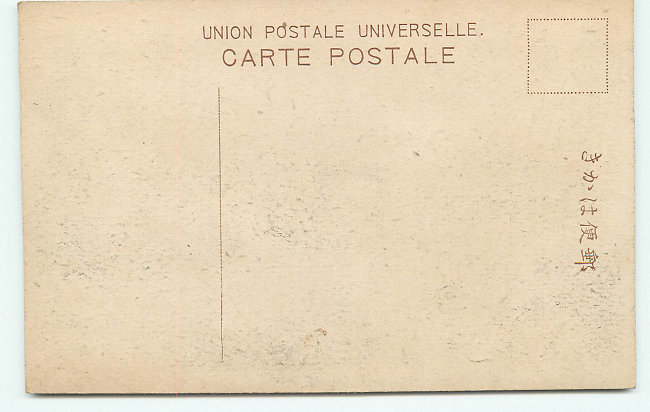 UNION POSTALE UNIVERSELLE.
CARTE POSTALE
きかは便郵